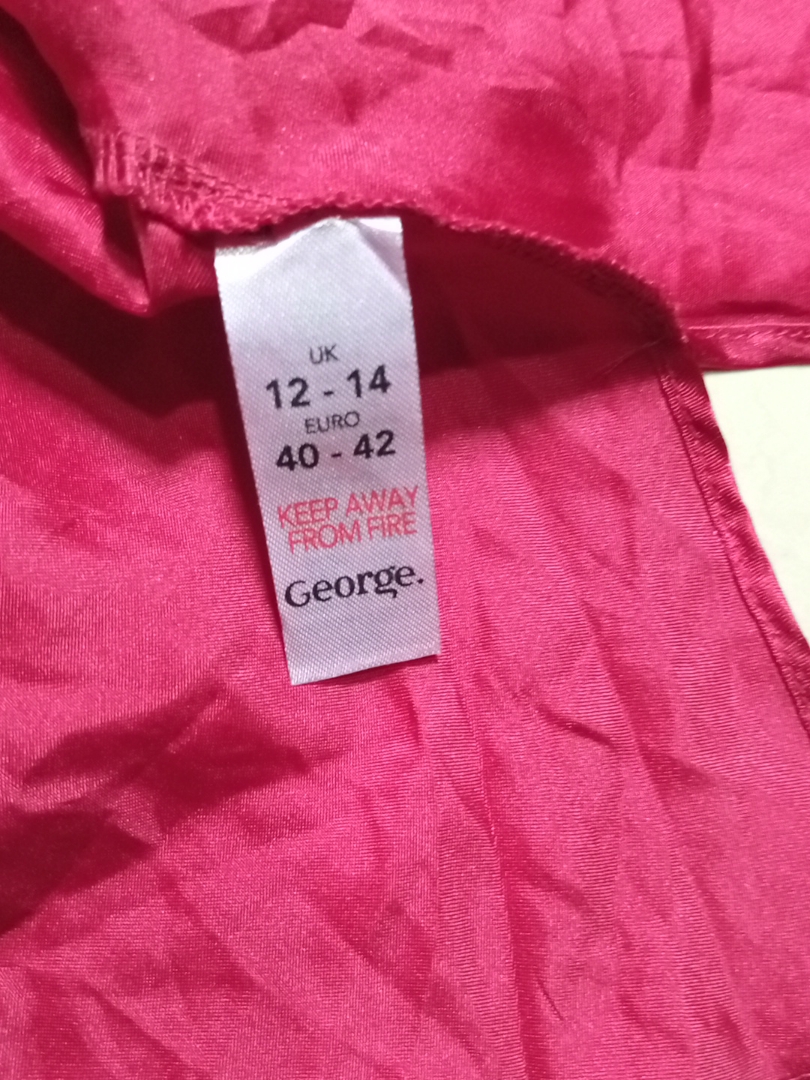 UK
12 - 14
EURO
40 - 42
KEEP AWAY
FROM FIRE
George.